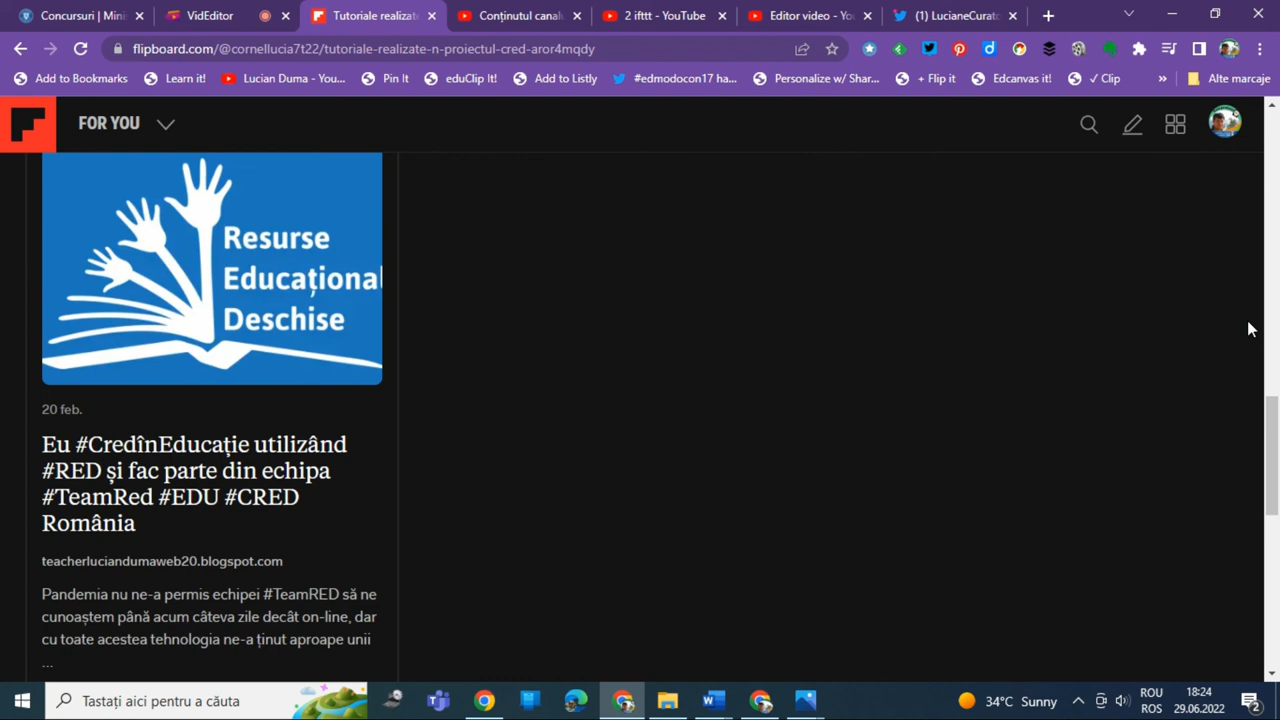 Concursuri | Minis
VidEditor
Tutoriale realizate
Conținutul canalu
2 ifttt - YouTube
Editor video - You
(1) LucianeCurato
flipboard.com/@cornellucia7t22/tutoriale-realizate-n-proiectul-cred-aror4mqdy
Add to Bookmarks
Learn it!
Lucian Duma - You...
Pin It
eduClip It!
Add to Listly
#edmodocon17 ha...
Personalize w/ Shar...
+ Flip it
Edcanvas it!
✓ Clip
»
Alte marcaje
FOR YOU
Resurse
Educațional
Deschise
20 feb.
Eu #CredînEducație utilizând
#RED și fac parte din echipa
#TeamRed #EDU #CRED
România
teacherluciandumaweb20.blogspot.com
Pandemia nu ne-a permis echipei #TeamRED să ne
cunoaștem până acum câteva zile decât on-line, dar
cu toate acestea tehnologia ne-a ținut aproape unii
...
Tastați aici pentru a căuta
34°C Sunny
ROU
ROS
18:24
29.06.2022
2